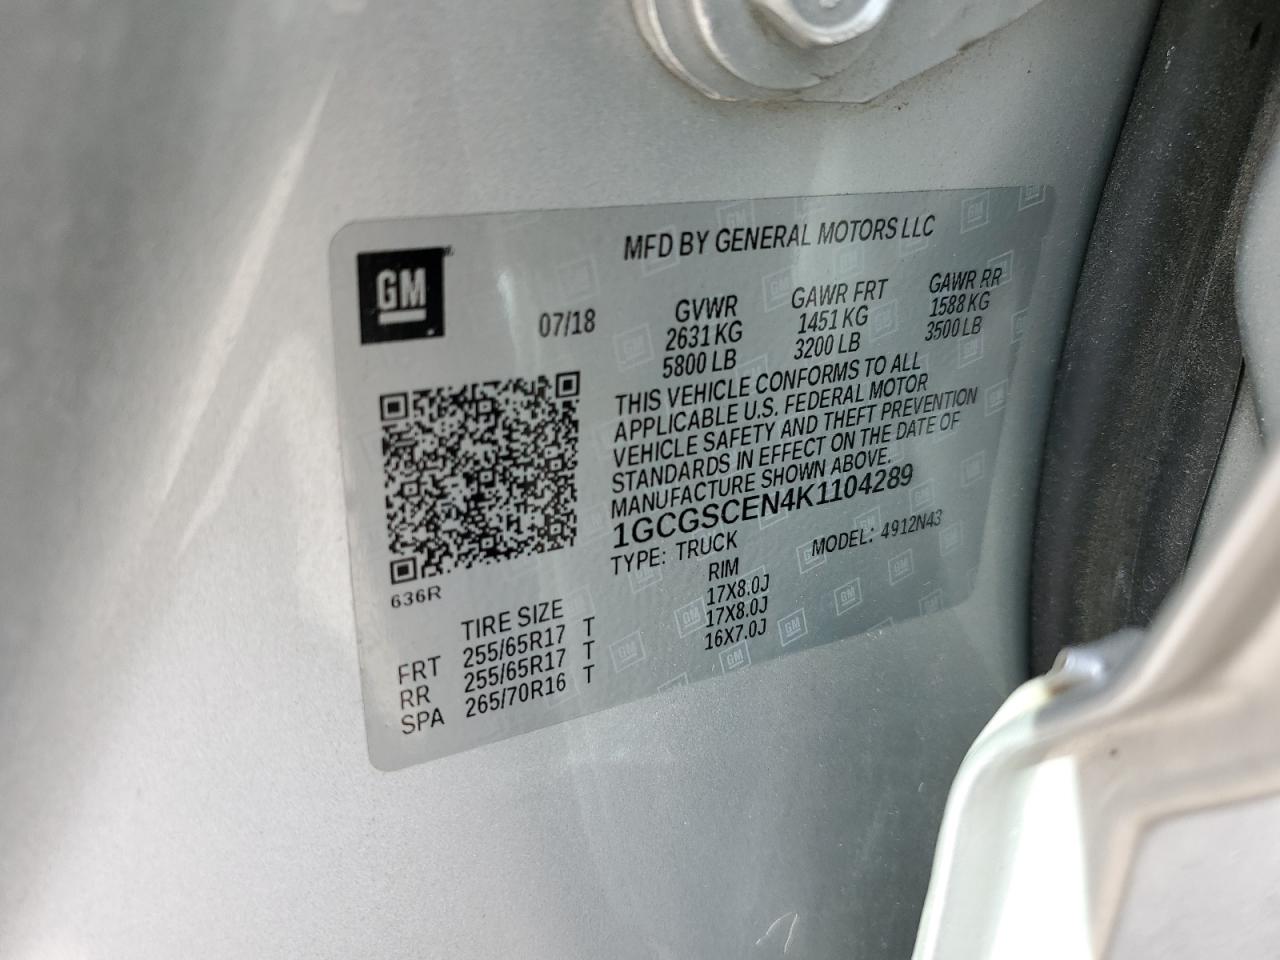 GM
MFD BY GENERAL MOTORS LLC
07/18
GVWR GAWR FRT GAWR RR
2631 KG 1451 KG 1588 KG
5800 LB 3200 LB 3500 LB
THIS VEHICLE CONFORMS TO ALL
APPLICABLE U.S. FEDERAL MOTOR
VEHICLE SAFETY AND THEFT PREVENTION
STANDARDS IN EFFECT ON THE DATE OF
MANUFACTURE SHOWN ABOVE.
1GCGSCEN4K1104289
TYPE: TRUCK MODEL: 4912N43
636R
TIRE SIZE RIM
FRT 255/65R17 T 17X8.0J
RR 255/65R17 T 17X8.0J
SPA 265/70R16 T 16X7.0J